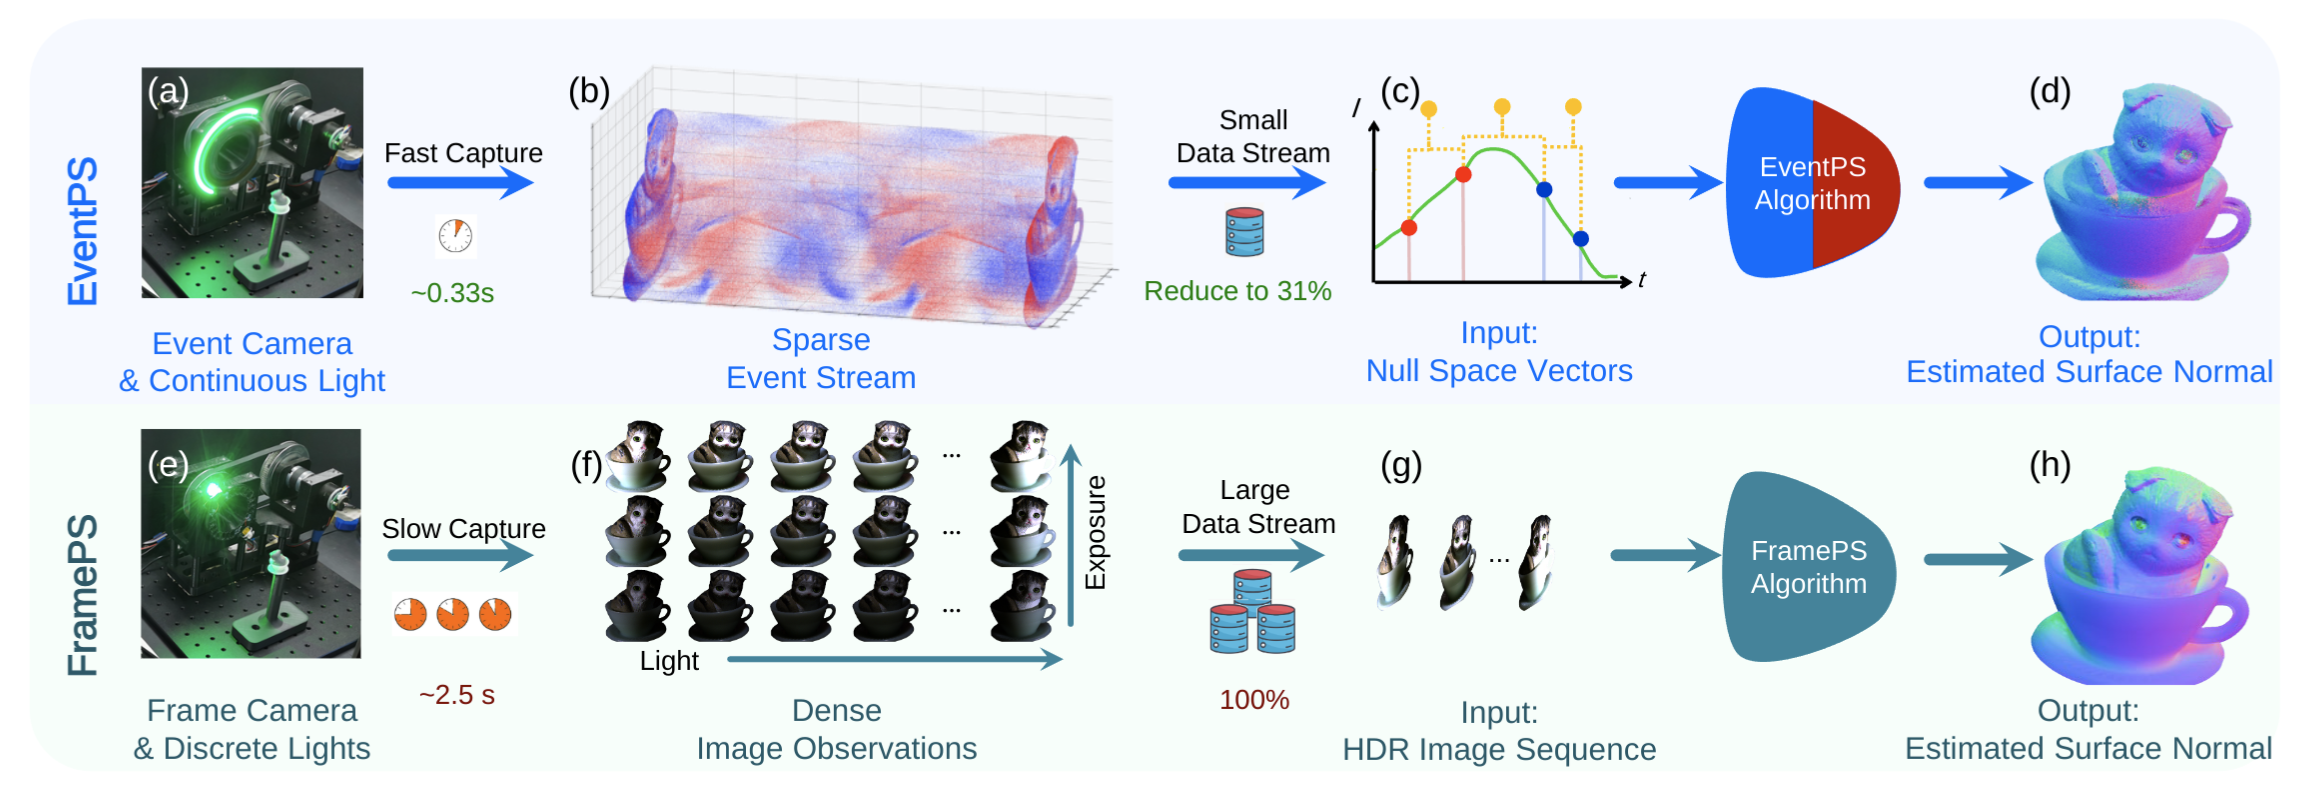 EventPS
(a)
Fast Capture
~0.33s
Event Camera
& Continuous Light
(b)
Sparse
Event Stream
Small
Data Stream
Reduce to 31%
(c)
I
t
Input:
Null Space Vectors
EventPS
Algorithm
(d)
Output:
Estimated Surface Normal
FramePS
(e)
Slow Capture
~2.5 s
Frame Camera
& Discrete Lights
(f)
...
...
...
Exposure
Light
Dense
Image Observations
Large
Data Stream
100%
(g)
...
Input:
HDR Image Sequence
FramePS
Algorithm
(h)
Output:
Estimated Surface Normal